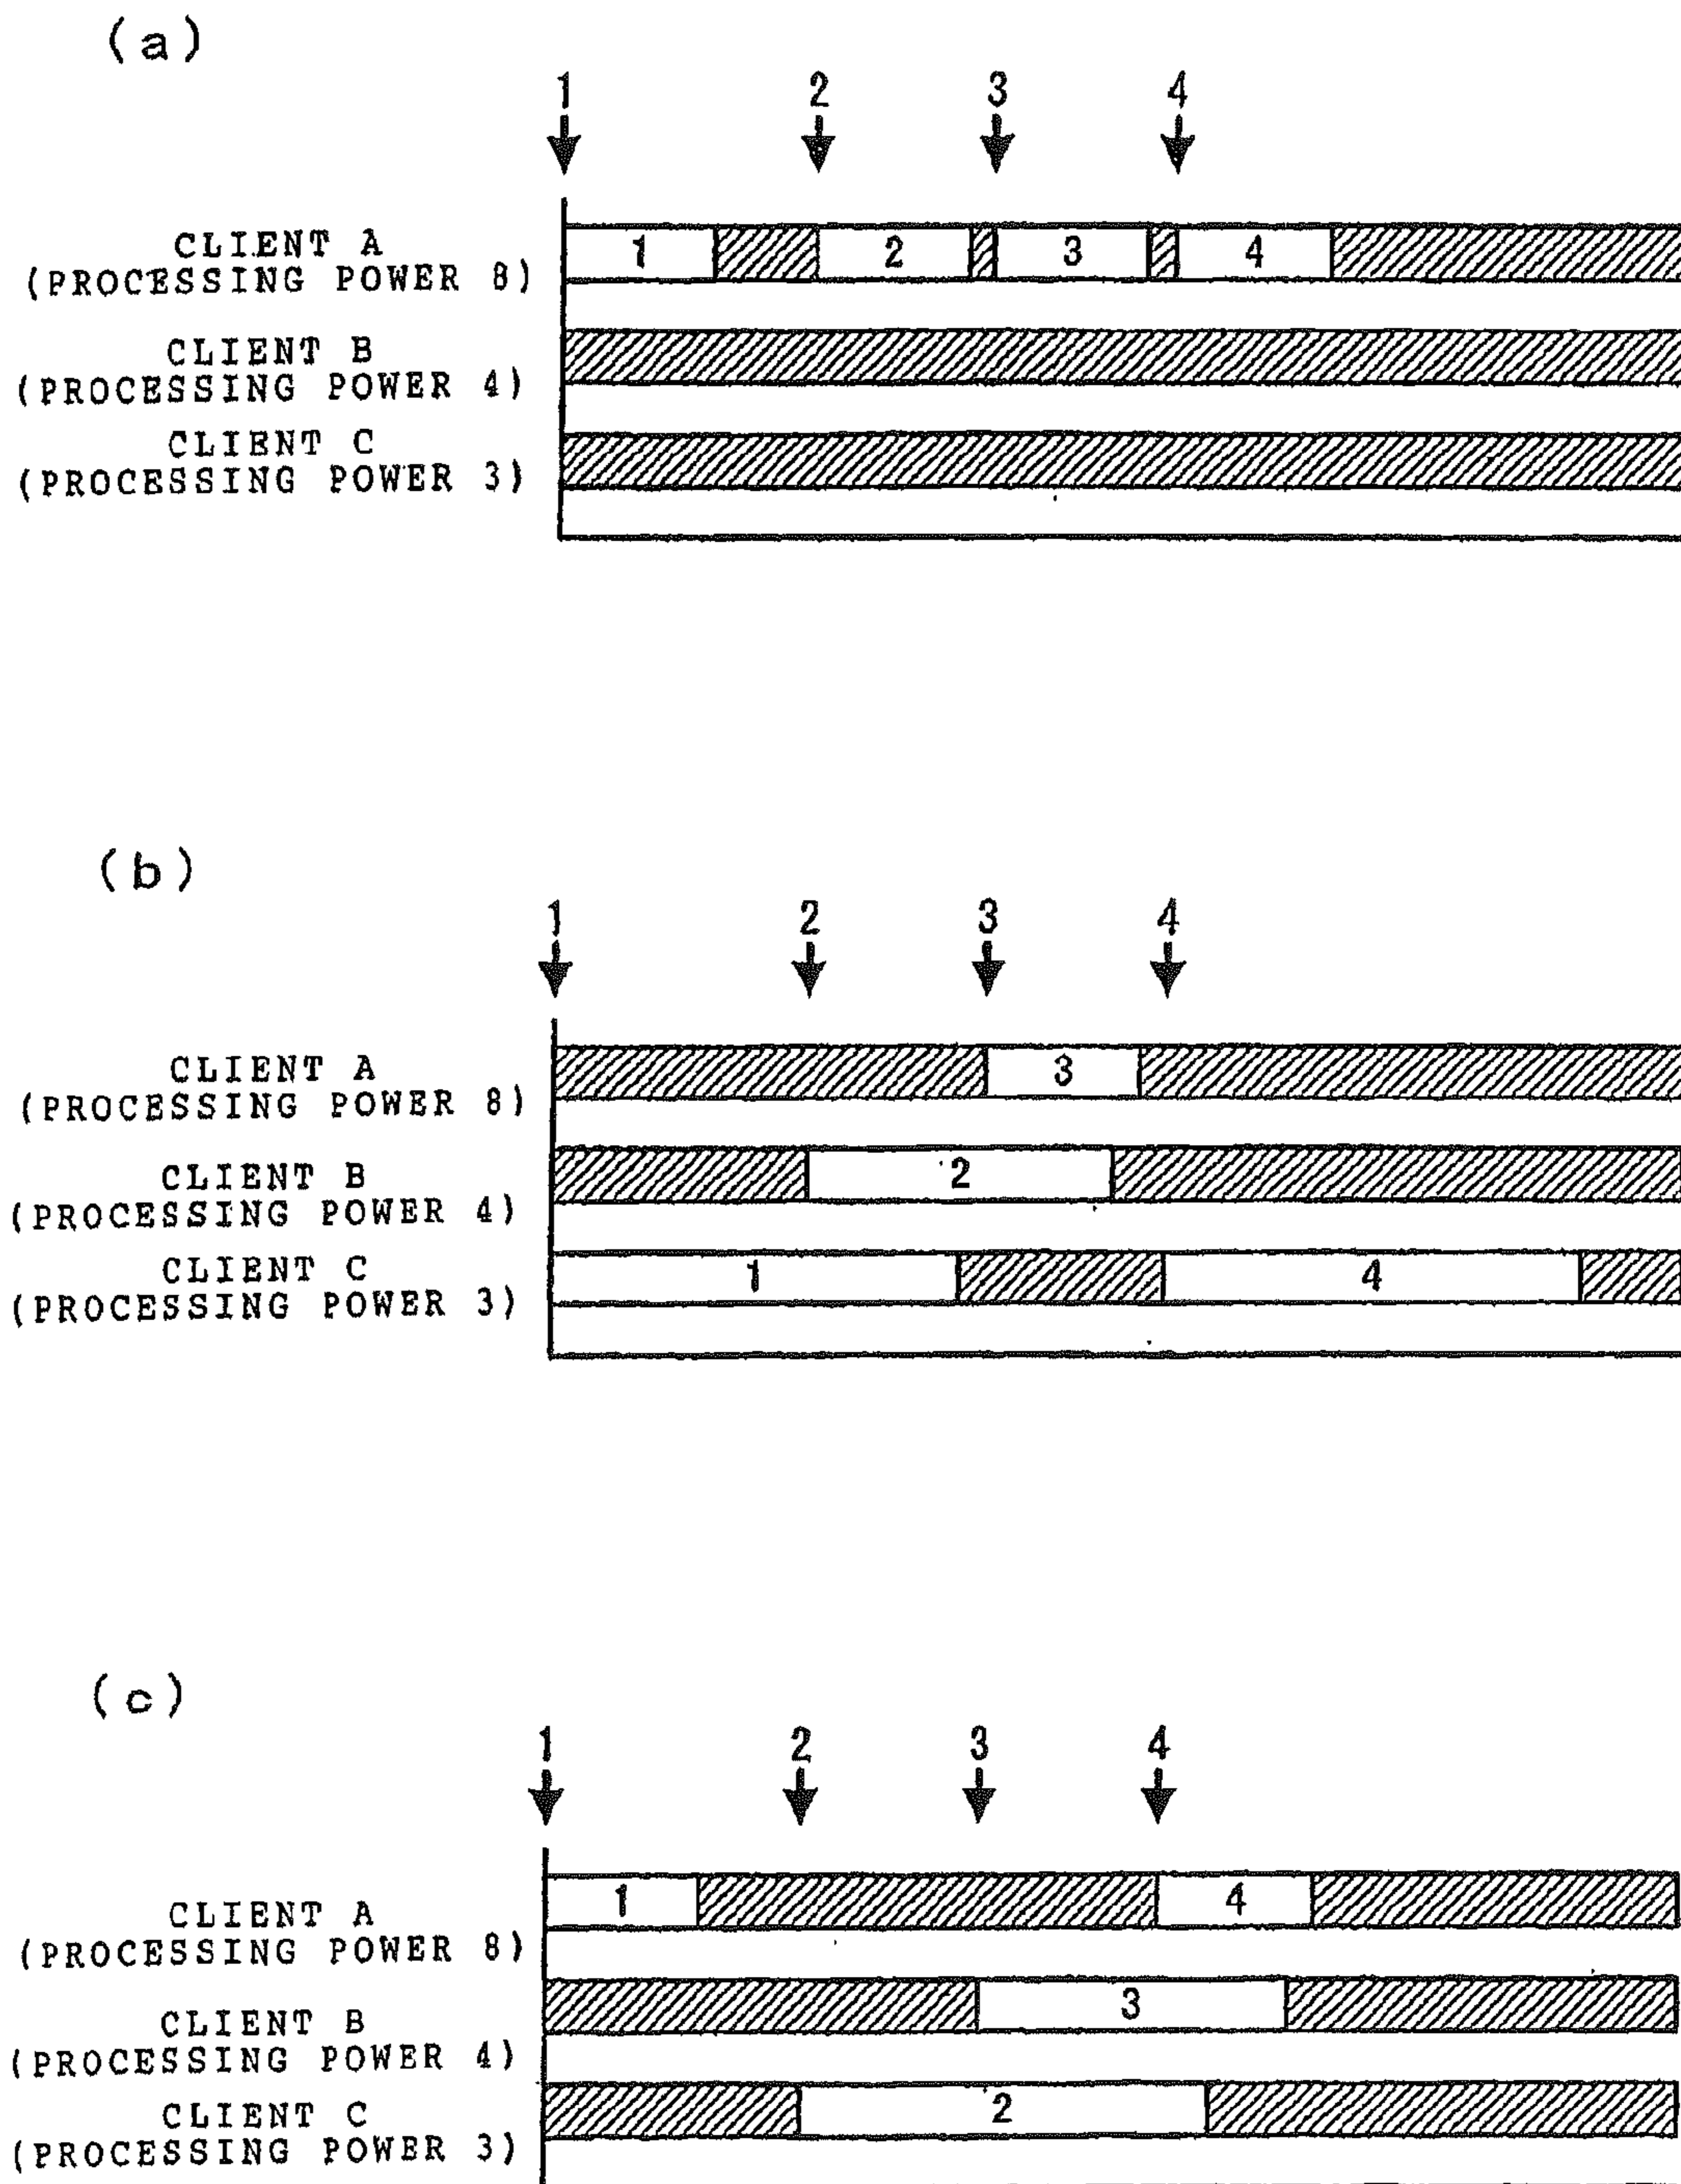 (a)
1 2 3 4
CLIENT A
(PROCESSING POWER 8)
1 2 3 4
CLIENT B
(PROCESSING POWER 4)
CLIENT C
(PROCESSING POWER 3)
(b)
1 2 3 4
CLIENT A
(PROCESSING POWER 8)
3
CLIENT B
(PROCESSING POWER 4)
2
CLIENT C
(PROCESSING POWER 3)
1 4
(c)
1 2 3 4
CLIENT A
(PROCESSING POWER 8)
1 4
CLIENT B
(PROCESSING POWER 4)
3
CLIENT C
(PROCESSING POWER 3)
2